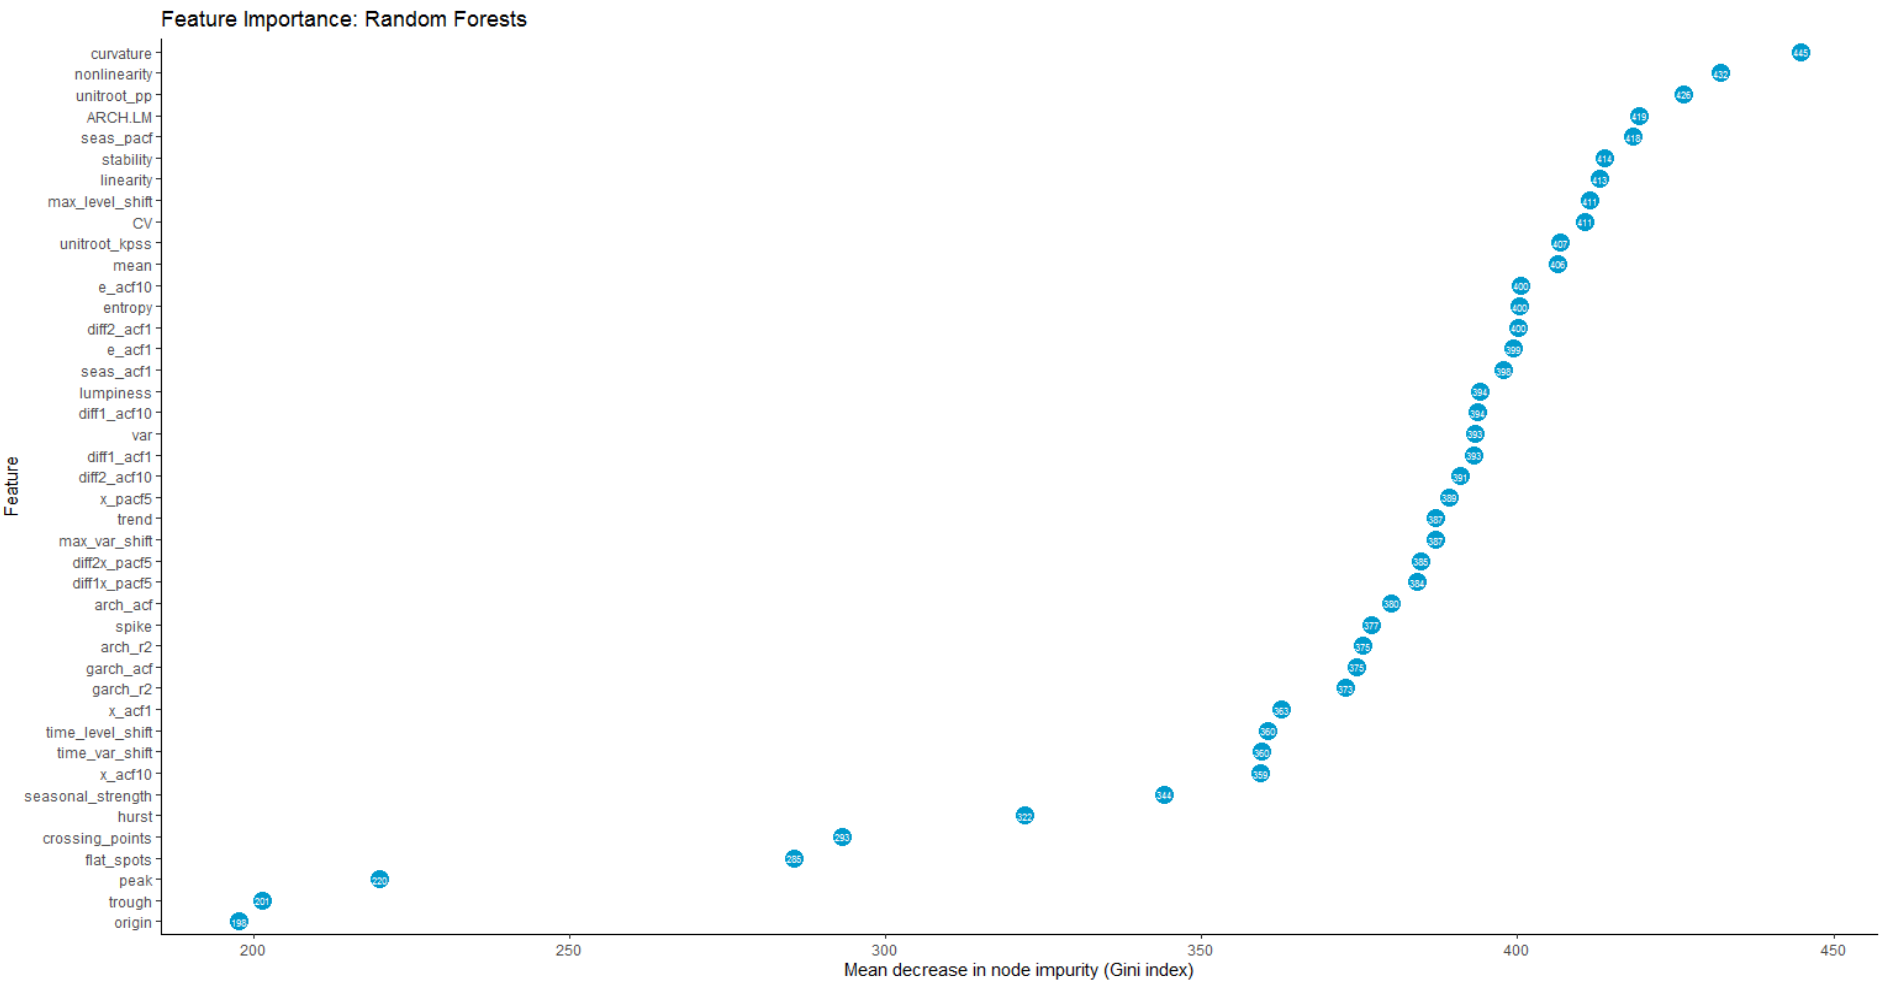 Feature Importance: Random Forests
Feature
curvature 445
nonlinearity 432
unitroot_pp 426
ARCH.LM 419
seas_pacf 418
stability 414
linearity 413
max_level_shift 411
CV 411
unitroot_kpss 407
mean 406
e_acf10 400
entropy 400
diff2_acf1 400
e_acf1 399
seas_acf1 398
lumpiness 394
diff1_acf10 394
var 393
diff1_acf1 393
diff2_acf10 391
x_pacf5 389
trend 387
max_var_shift 387
diff2x_pacf5 385
diff1x_pacf5 384
arch_acf 380
spike 377
arch_r2 375
garch_acf 375
garch_r2 373
x_acf1 363
time_level_shift 360
time_var_shift 360
x_acf10 359
seasonal_strength 344
hurst 322
crossing_points 293
flat_spots 285
peak 220
trough 201
origin 198
200 250 300 350 400 450
Mean decrease in node impurity (Gini index)